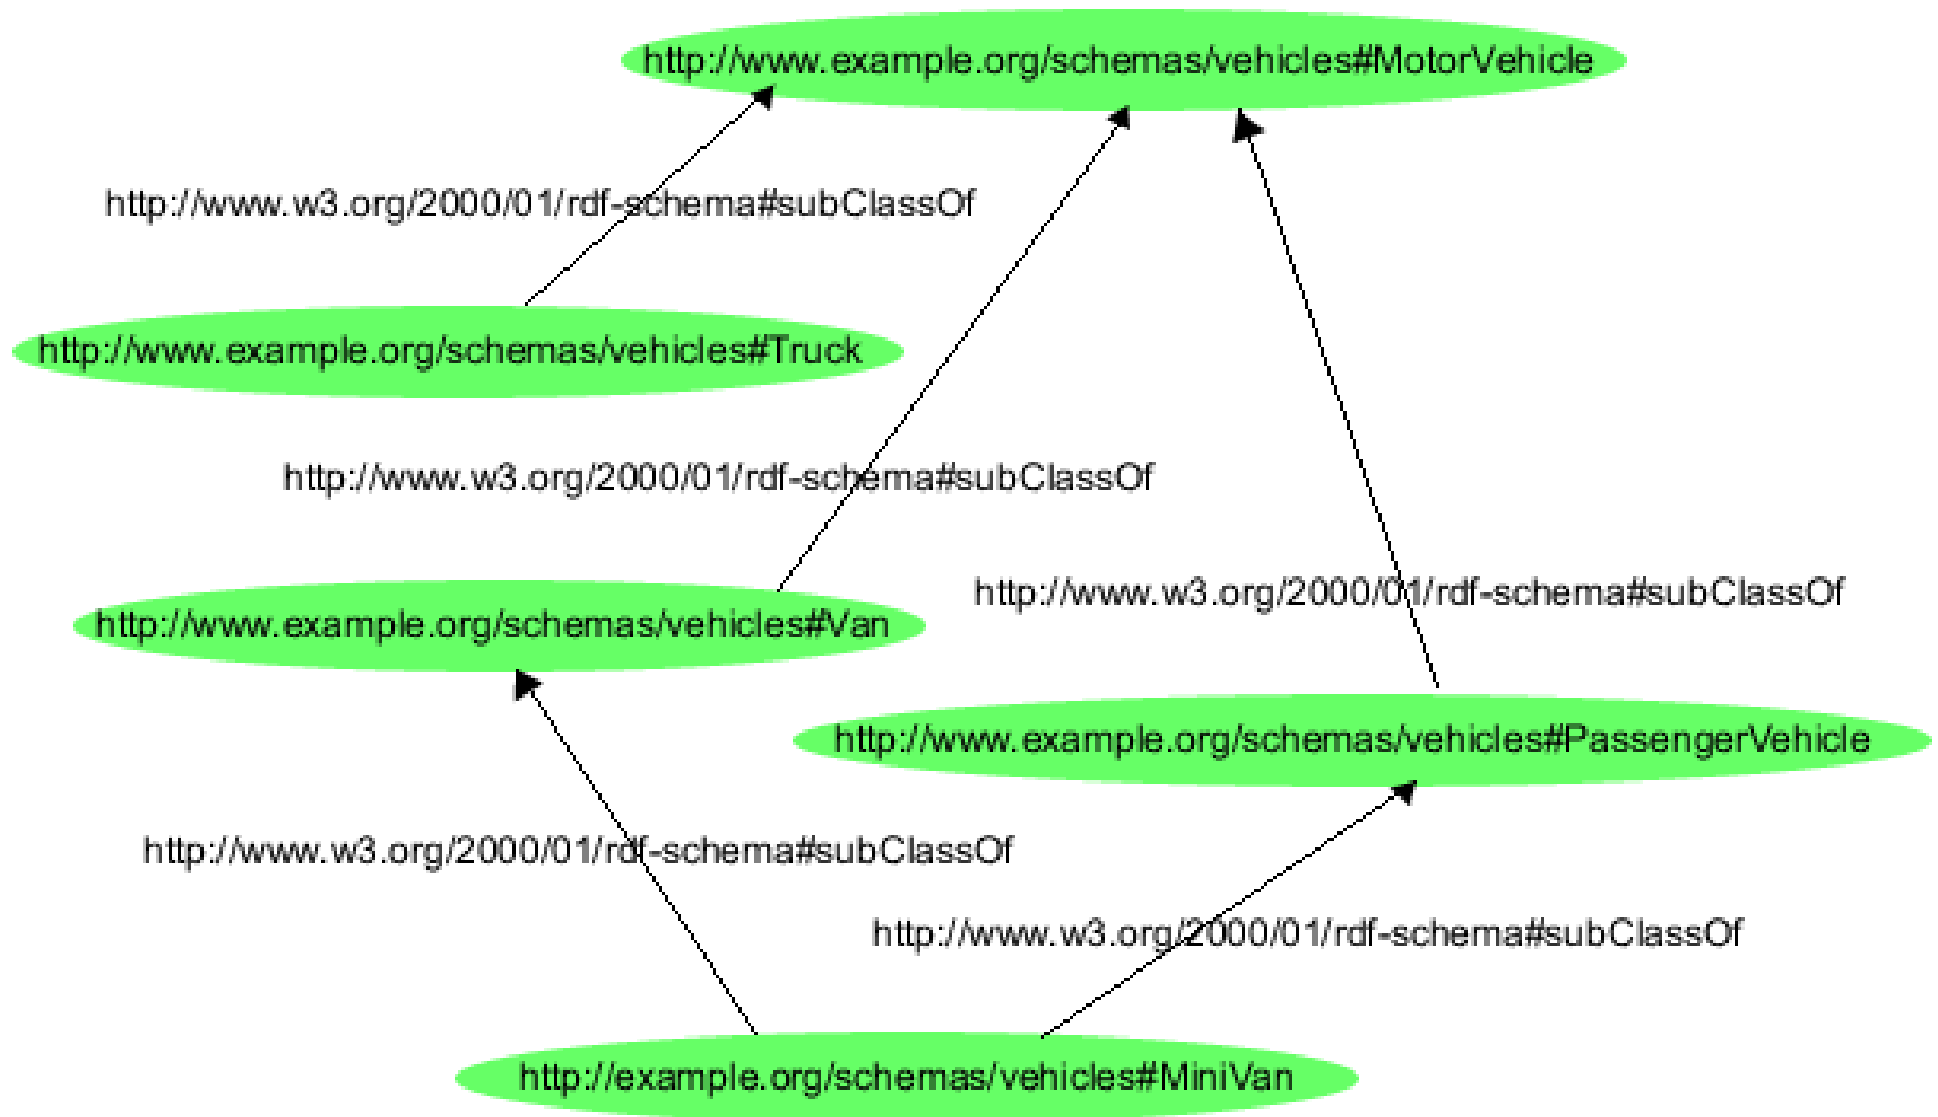 http://www.example.org/schemas/vehicles#MotorVehicle
http://www.w3.org/2000/01/rdf-schema#subClassOf
http://www.example.org/schemas/vehicles#Truck
http://www.w3.org/2000/01/rdf-schema#subClassOf
http://www.w3.org/2000/01/rdf-schema#subClassOf
http://www.example.org/schemas/vehicles#Van
http://www.example.org/schemas/vehicles#PassengerVehicle
http://www.w3.org/2000/01/rdf-schema#subClassOf
http://www.w3.org/2000/01/rdf-schema#subClassOf
http://example.org/schemas/vehicles#MiniVan